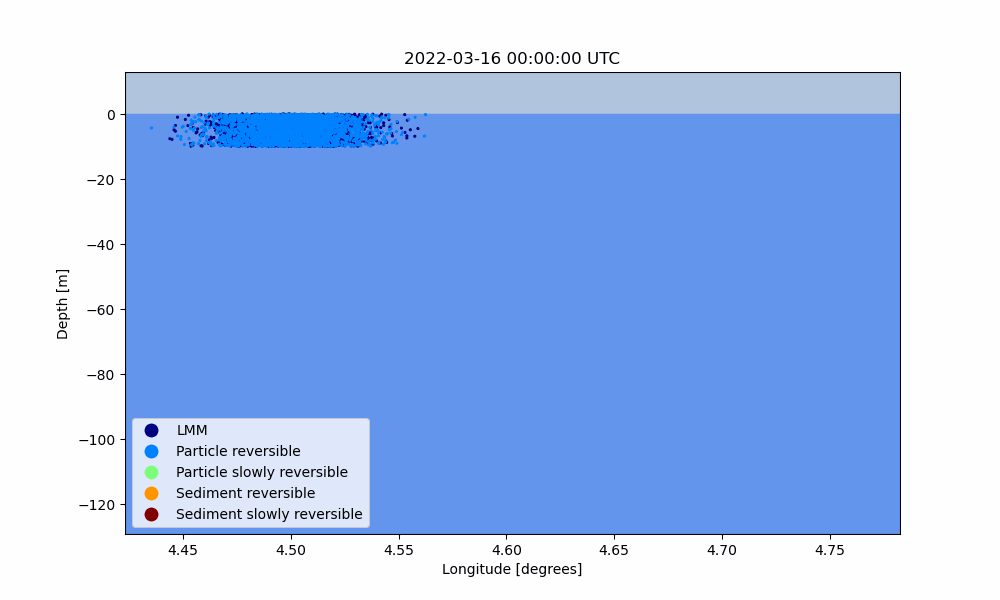 2022-03-16 00:00:00 UTC
0
−20
−40
−60
−80
−100
−120
Depth [m]
LMM
Particle reversible
Particle slowly reversible
Sediment reversible
Sediment slowly reversible
4.45 4.50 4.55 4.60 4.65 4.70 4.75
Longitude [degrees]